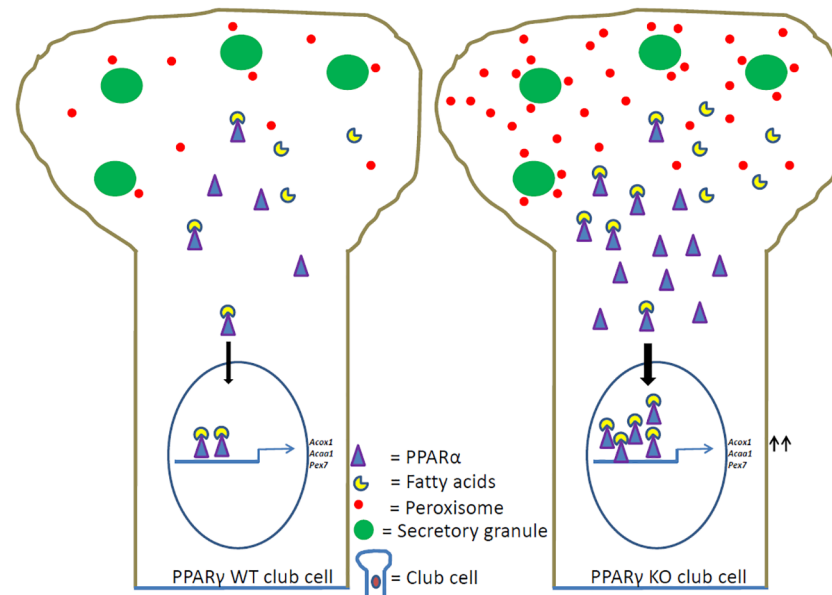 Acox1
Acaa1
Pex7
Acox1
Acaa1
Pex7
= PPARα
= Fatty acids
= Peroxisome
= Secretory granule
= Club cell
PPARγ WT club cell
PPARγ KO club cell